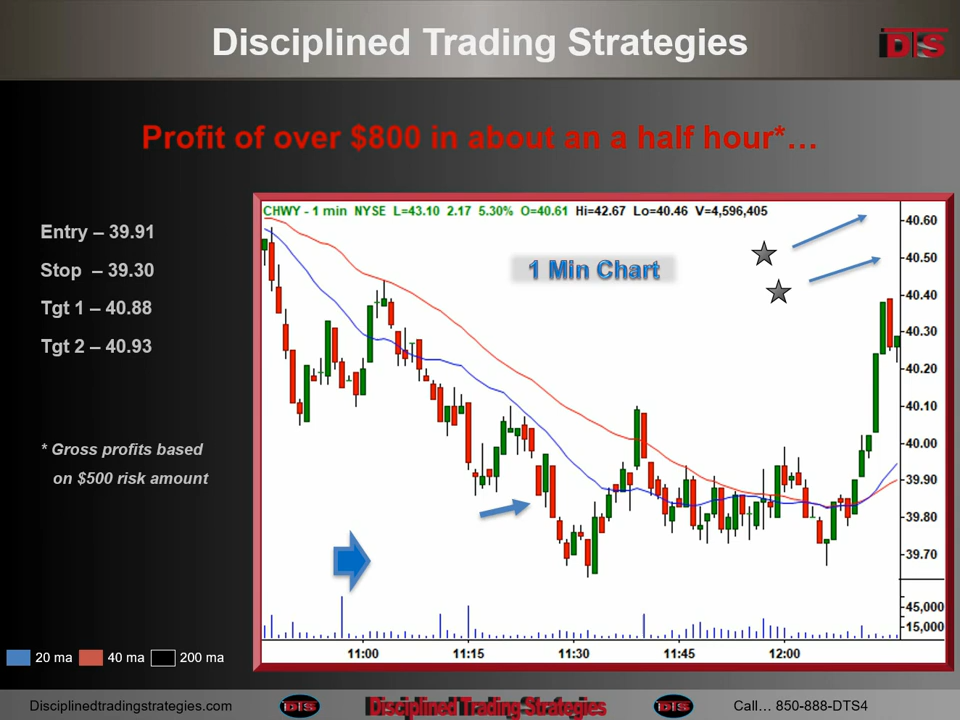 Disciplined Trading Strategies
DTS
Profit of over $800 in about an a half hour*…
Entry – 39.91
Stop – 39.30
Tgt 1 – 40.88
Tgt 2 – 40.93
* Gross profits based
on $500 risk amount
CHWY - 1 min NYSE L=43.10 2.17 5.30% O=40.61 Hi=42.67 Lo=40.46 V=4,596,405
1 Min Chart
40.60
40.50
40.40
40.30
40.20
40.10
40.00
39.90
39.80
39.70
45,000
15,000
11:00 11:15 11:30 11:45 12:00
20 ma 40 ma 200 ma
Disciplinedtradingstrategies.com DTS Disciplined Trading Strategies DTS Call… 850-888-DTS4